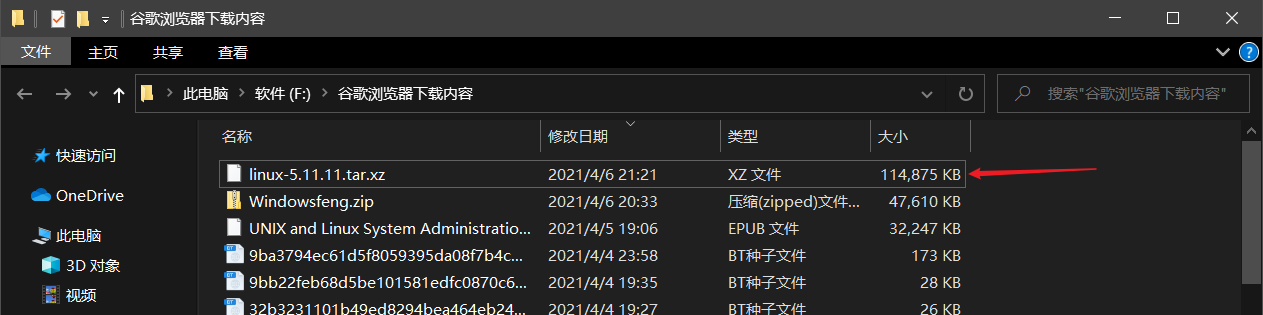 谷歌浏览器下载内容
文件 主页 共享 查看
此电脑 软件 (F:) 谷歌浏览器下载内容 搜索"谷歌浏览器下载内容"
名称 修改日期 类型 大小
快速访问
OneDrive
此电脑
3D 对象
视频
linux-5.11.11.tar.xz 2021/4/6 21:21 XZ 文件 114,875 KB
Windowsfeng.zip 2021/4/6 20:33 压缩(zipped)文件... 47,610 KB
UNIX and Linux System Administratio... 2021/4/5 19:06 EPUB 文件 32,247 KB
9ba3794ec61d5f8059395da08f7b4c... 2021/4/4 23:58 BT种子文件 173 KB
9bb22feb68d5be101581edfc0870c6... 2021/4/4 19:35 BT种子文件 28 KB
32b3231101b49ed8294bea464eb24... 2021/4/4 19:27 BT种子文件 26 KB